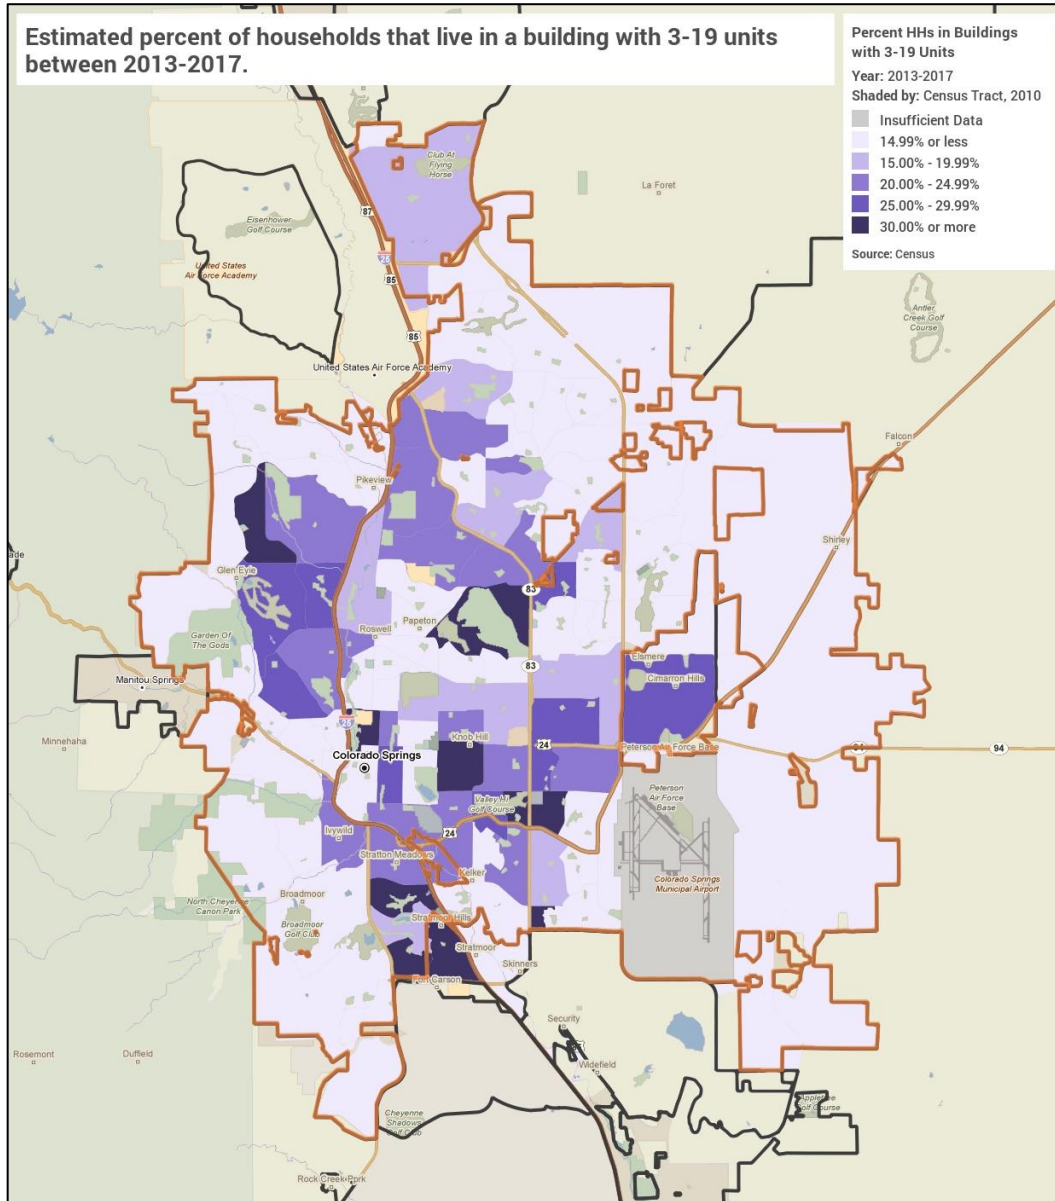 Estimated percent of households that live in a building with 3-19 units
between 2013-2017.
Percent HHs in Buildings
with 3-19 Units
Year: 2013-2017
Shaded by: Census Tract, 2010
Insufficient Data
14.99% or less
15.00% - 19.99%
20.00% - 24.99%
25.00% - 29.99%
30.00% or more
Source: Census
Club At
Flying
Horse
La Foret
87
Eisenhower
Golf Course
25
United States
Air Force Academy
85
Antler
Creek Golf
Course
85
United States Air Force Academy
Falcon
Pikeview
Shirley
ade
Glen Eyie
83
Garden Of
The Gods
Roswell
Papeton
83
Elsmere
Manitou Springs
Cimarron Hills
25
Minnehaha
Knob Hill
24
Peterson Air Force Base
94
Colorado Springs
Valley Hi
Golf Course
Peterson
Air Force
Base
Ivywild
24
Stratton Meadows
Kelker
Colorado Springs
Municipal Airport
Broadmoor
North Cheyenne
Canon Park
Broadmoor
Golf Club
Stratmoor Hills
Stratmoor
Skinners
Fort Carson
Security
Rosemont
Duffield
Widefield
Appletree
Golf Course
Cheyenne
Shadows
Golf Club
Rock Creek Park